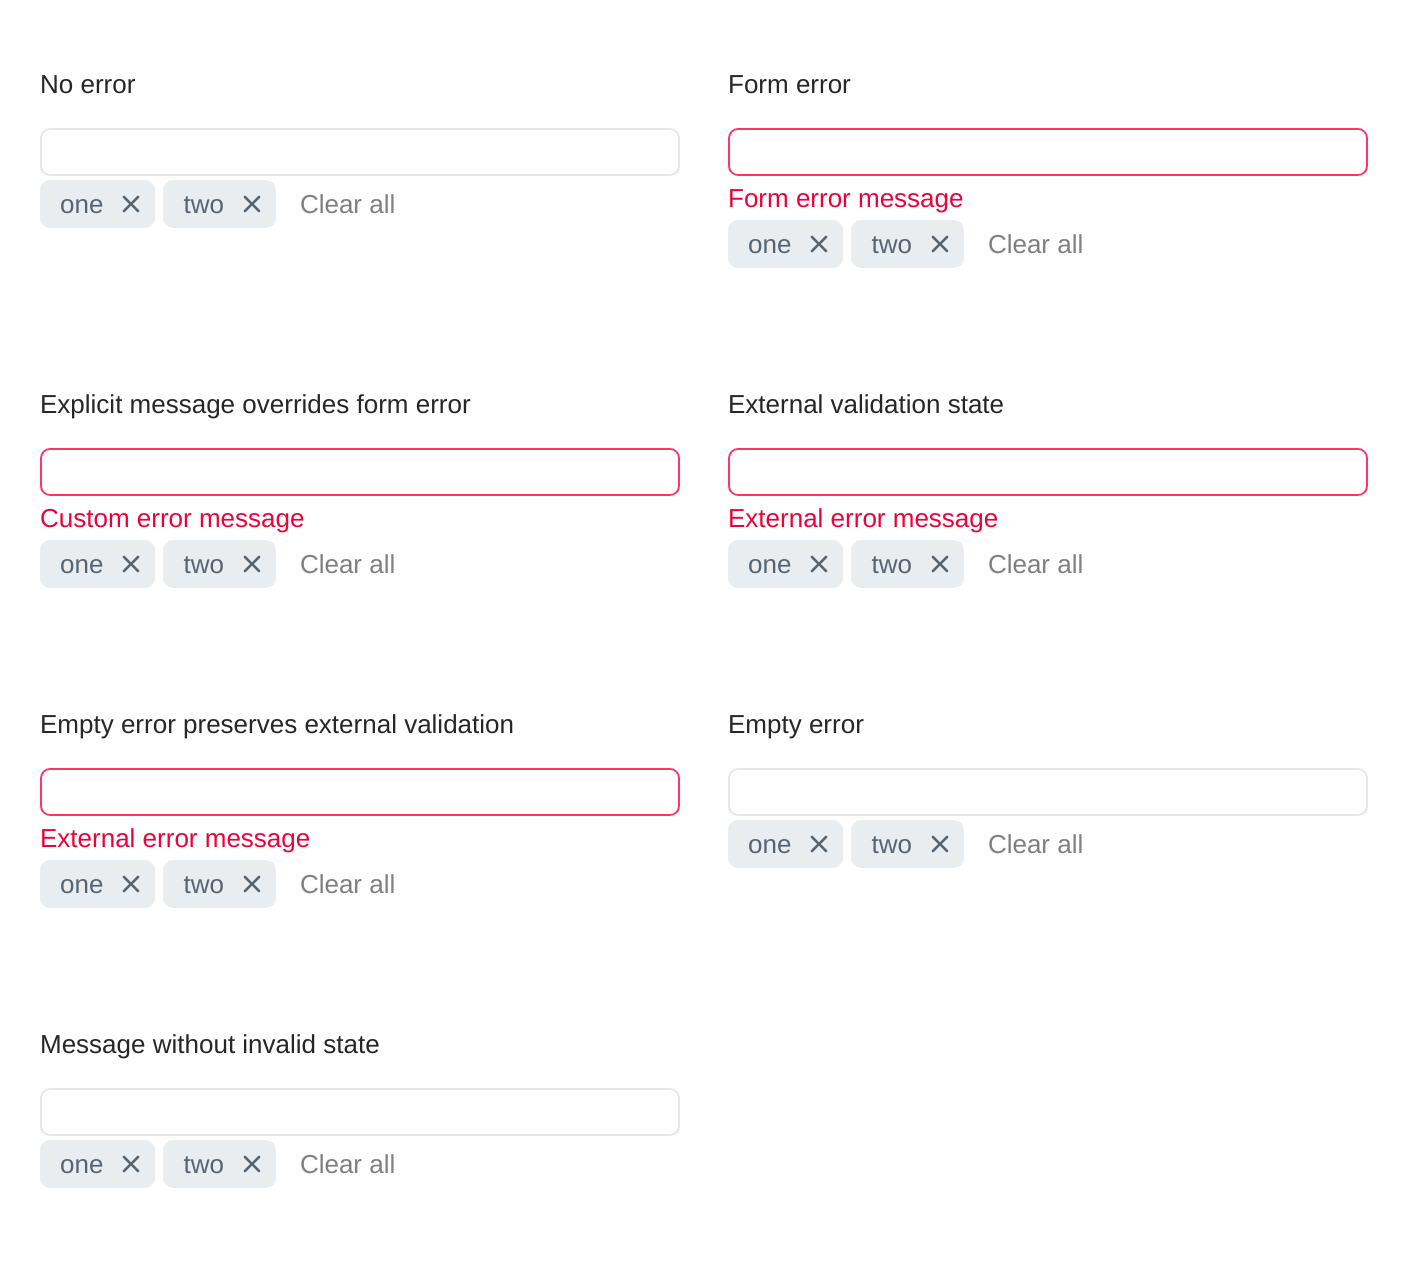 No error
one two Clear all
Form error
Form error message
one two Clear all
Explicit message overrides form error
Custom error message
one two Clear all
External validation state
External error message
one two Clear all
Empty error preserves external validation
External error message
one two Clear all
Empty error
one two Clear all
Message without invalid state
one two Clear all